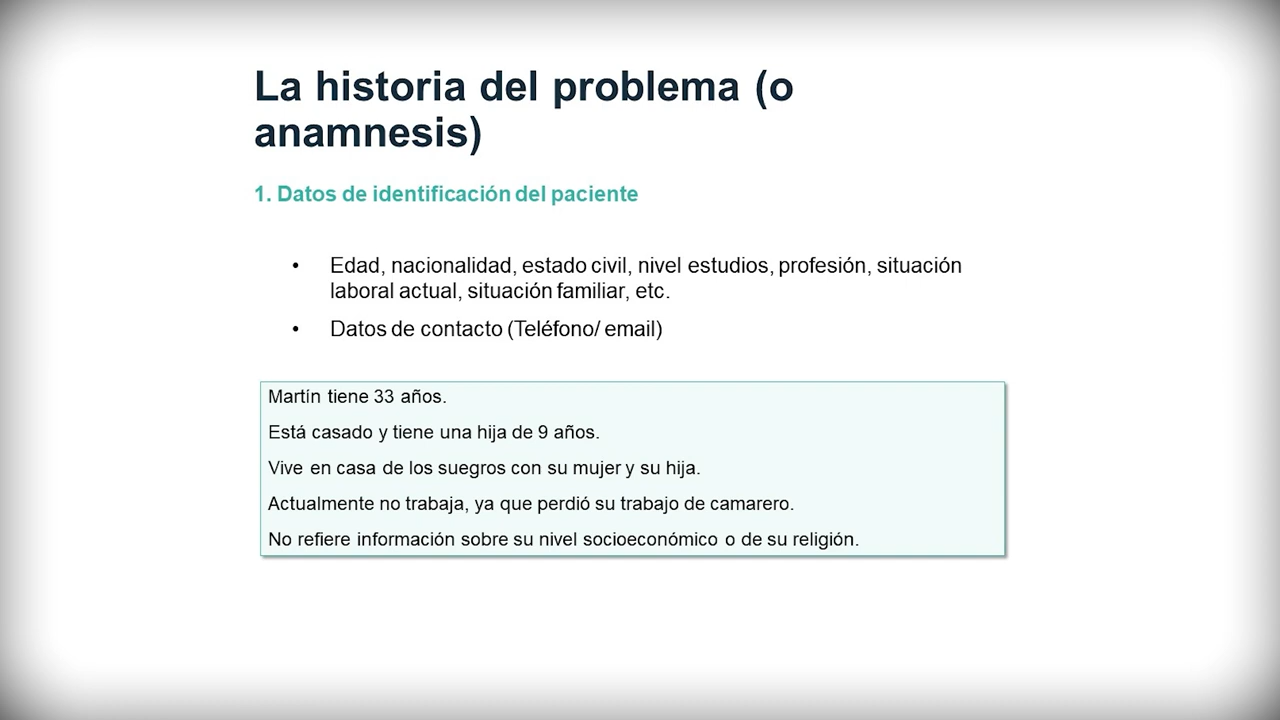 La historia del problema (o
anamnesis)
1. Datos de identificación del paciente
• Edad, nacionalidad, estado civil, nivel estudios, profesión, situación
laboral actual, situación familiar, etc.
• Datos de contacto (Teléfono/ email)
Martín tiene 33 años.
Está casado y tiene una hija de 9 años.
Vive en casa de los suegros con su mujer y su hija.
Actualmente no trabaja, ya que perdió su trabajo de camarero.
No refiere información sobre su nivel socioeconómico o de su religión.